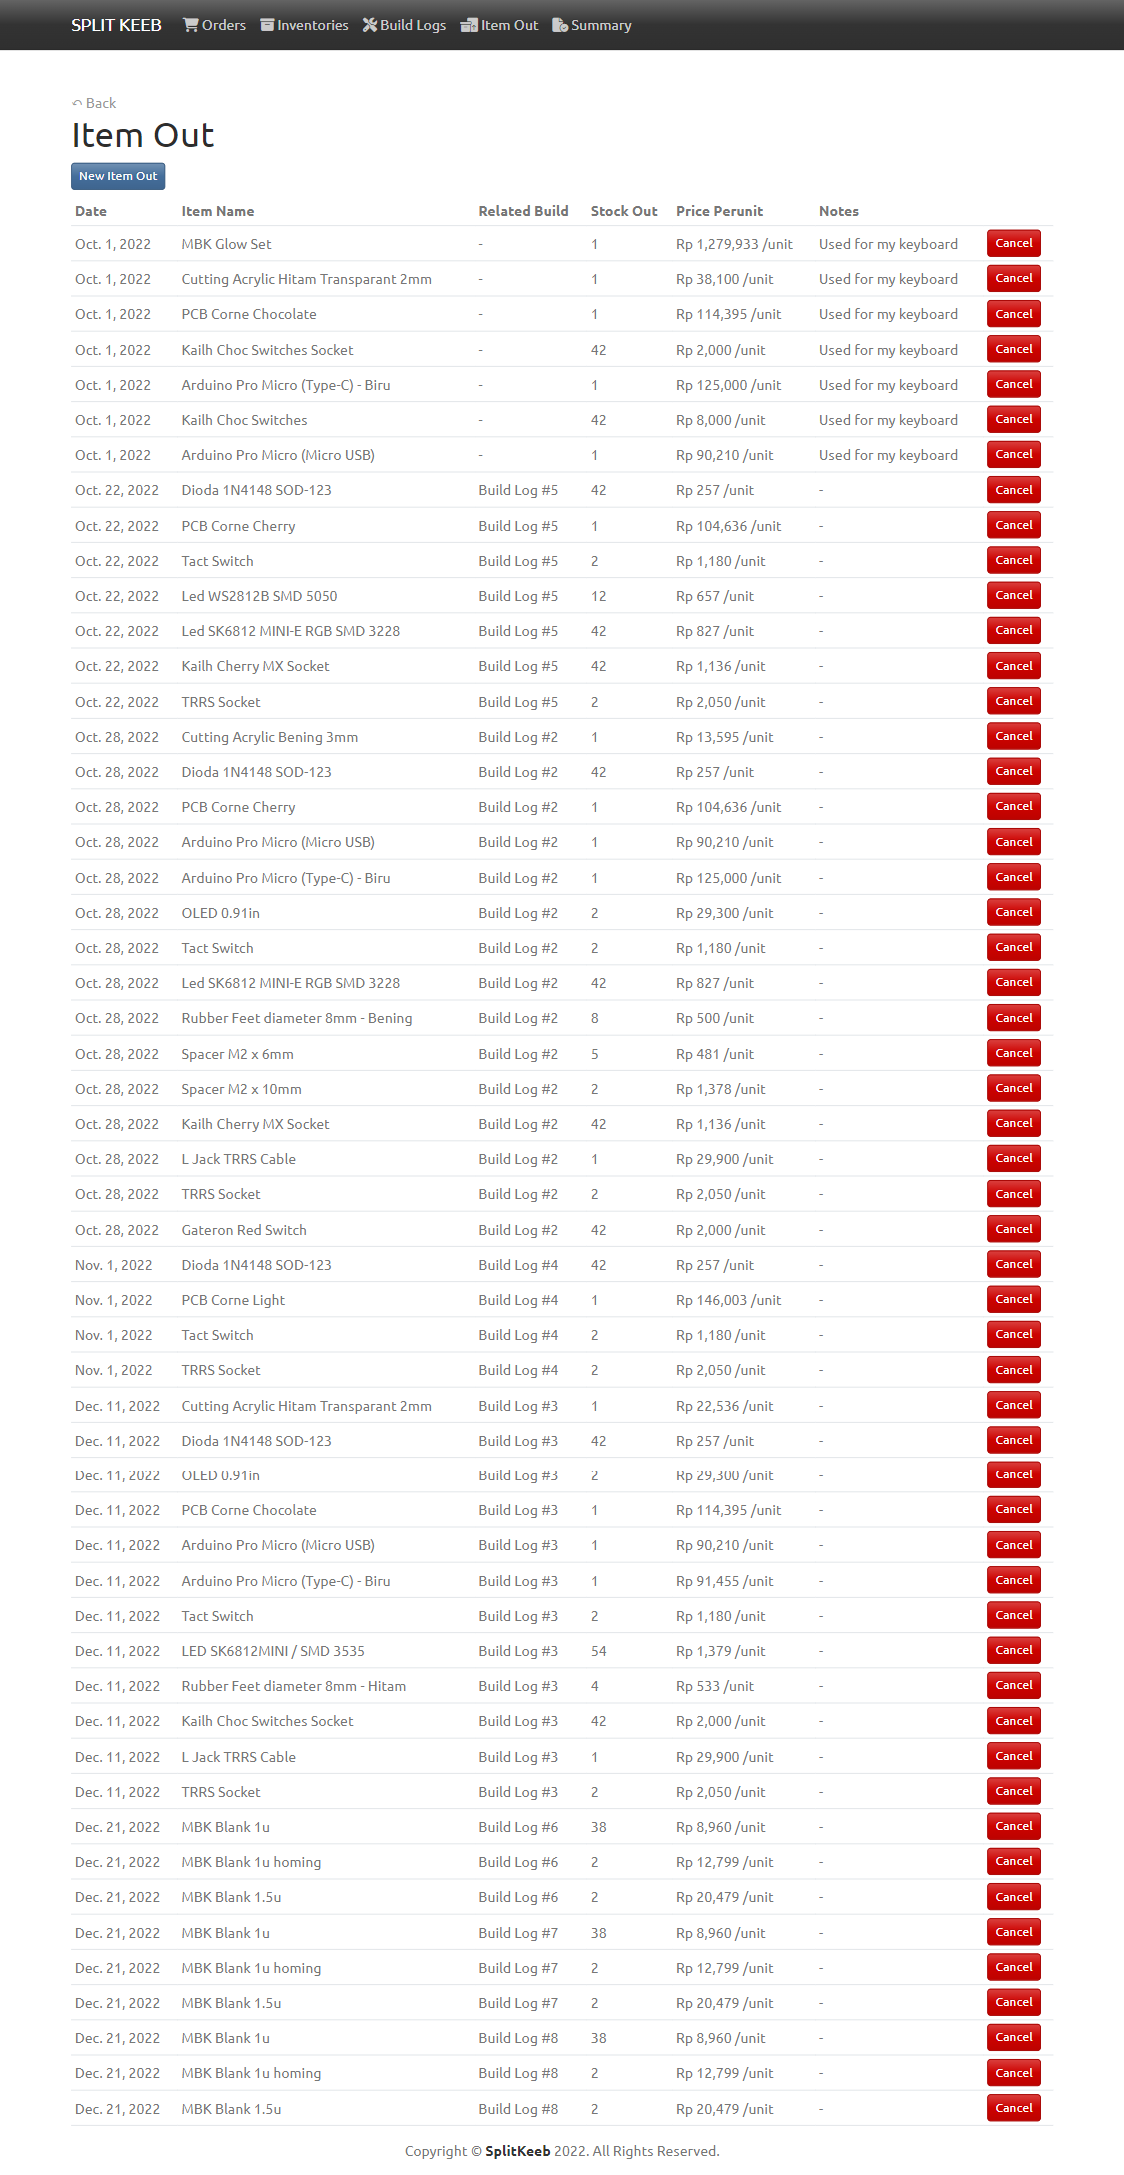 SPLIT KEEB Orders Inventories Build Logs Item Out Summary
Back
Item Out
New Item Out
Date Item Name Related Build Stock Out Price Perunit Notes
Oct. 1, 2022 MBK Glow Set - 1 Rp 1,279,933 /unit Used for my keyboard Cancel
Oct. 1, 2022 Cutting Acrylic Hitam Transparant 2mm - 1 Rp 38,100 /unit Used for my keyboard Cancel
Oct. 1, 2022 PCB Corne Chocolate - 1 Rp 114,395 /unit Used for my keyboard Cancel
Oct. 1, 2022 Kailh Choc Switches Socket - 42 Rp 2,000 /unit Used for my keyboard Cancel
Oct. 1, 2022 Arduino Pro Micro (Type-C) - Biru - 1 Rp 125,000 /unit Used for my keyboard Cancel
Oct. 1, 2022 Kailh Choc Switches - 42 Rp 8,000 /unit Used for my keyboard Cancel
Oct. 1, 2022 Arduino Pro Micro (Micro USB) - 1 Rp 90,210 /unit Used for my keyboard Cancel
Oct. 22, 2022 Dioda 1N4148 SOD-123 Build Log #5 42 Rp 257 /unit - Cancel
Oct. 22, 2022 PCB Corne Cherry Build Log #5 1 Rp 104,636 /unit - Cancel
Oct. 22, 2022 Tact Switch Build Log #5 2 Rp 1,180 /unit - Cancel
Oct. 22, 2022 Led WS2812B SMD 5050 Build Log #5 12 Rp 657 /unit - Cancel
Oct. 22, 2022 Led SK6812 MINI-E RGB SMD 3228 Build Log #5 42 Rp 827 /unit - Cancel
Oct. 22, 2022 Kailh Cherry MX Socket Build Log #5 42 Rp 1,136 /unit - Cancel
Oct. 22, 2022 TRRS Socket Build Log #5 2 Rp 2,050 /unit - Cancel
Oct. 28, 2022 Cutting Acrylic Bening 3mm Build Log #2 1 Rp 13,595 /unit - Cancel
Oct. 28, 2022 Dioda 1N4148 SOD-123 Build Log #2 42 Rp 257 /unit - Cancel
Oct. 28, 2022 PCB Corne Cherry Build Log #2 1 Rp 104,636 /unit - Cancel
Oct. 28, 2022 Arduino Pro Micro (Micro USB) Build Log #2 1 Rp 90,210 /unit - Cancel
Oct. 28, 2022 Arduino Pro Micro (Type-C) - Biru Build Log #2 1 Rp 125,000 /unit - Cancel
Oct. 28, 2022 OLED 0.91in Build Log #2 2 Rp 29,300 /unit - Cancel
Oct. 28, 2022 Tact Switch Build Log #2 2 Rp 1,180 /unit - Cancel
Oct. 28, 2022 Led SK6812 MINI-E RGB SMD 3228 Build Log #2 42 Rp 827 /unit - Cancel
Oct. 28, 2022 Rubber Feet diameter 8mm - Bening Build Log #2 8 Rp 500 /unit - Cancel
Oct. 28, 2022 Spacer M2 x 6mm Build Log #2 5 Rp 481 /unit - Cancel
Oct. 28, 2022 Spacer M2 x 10mm Build Log #2 2 Rp 1,378 /unit - Cancel
Oct. 28, 2022 Kailh Cherry MX Socket Build Log #2 42 Rp 1,136 /unit - Cancel
Oct. 28, 2022 L Jack TRRS Cable Build Log #2 1 Rp 29,900 /unit - Cancel
Oct. 28, 2022 TRRS Socket Build Log #2 2 Rp 2,050 /unit - Cancel
Oct. 28, 2022 Gateron Red Switch Build Log #2 42 Rp 2,000 /unit - Cancel
Nov. 1, 2022 Dioda 1N4148 SOD-123 Build Log #4 42 Rp 257 /unit - Cancel
Nov. 1, 2022 PCB Corne Light Build Log #4 1 Rp 146,003 /unit - Cancel
Nov. 1, 2022 Tact Switch Build Log #4 2 Rp 1,180 /unit - Cancel
Nov. 1, 2022 TRRS Socket Build Log #4 2 Rp 2,050 /unit - Cancel
Dec. 11, 2022 Cutting Acrylic Hitam Transparant 2mm Build Log #3 1 Rp 22,536 /unit - Cancel
Dec. 11, 2022 Dioda 1N4148 SOD-123 Build Log #3 42 Rp 257 /unit - Cancel
Dec. 11, 2022 OLED 0.91in Build Log #3 2 Rp 29,300 /unit - Cancel
Dec. 11, 2022 PCB Corne Chocolate Build Log #3 1 Rp 114,395 /unit - Cancel
Dec. 11, 2022 Arduino Pro Micro (Micro USB) Build Log #3 1 Rp 90,210 /unit - Cancel
Dec. 11, 2022 Arduino Pro Micro (Type-C) - Biru Build Log #3 1 Rp 91,455 /unit - Cancel
Dec. 11, 2022 Tact Switch Build Log #3 2 Rp 1,180 /unit - Cancel
Dec. 11, 2022 LED SK6812MINI / SMD 3535 Build Log #3 54 Rp 1,379 /unit - Cancel
Dec. 11, 2022 Rubber Feet diameter 8mm - Hitam Build Log #3 4 Rp 533 /unit - Cancel
Dec. 11, 2022 Kailh Choc Switches Socket Build Log #3 42 Rp 2,000 /unit - Cancel
Dec. 11, 2022 L Jack TRRS Cable Build Log #3 1 Rp 29,900 /unit - Cancel
Dec. 11, 2022 TRRS Socket Build Log #3 2 Rp 2,050 /unit - Cancel
Dec. 21, 2022 MBK Blank 1u Build Log #6 38 Rp 8,960 /unit - Cancel
Dec. 21, 2022 MBK Blank 1u homing Build Log #6 2 Rp 12,799 /unit - Cancel
Dec. 21, 2022 MBK Blank 1.5u Build Log #6 2 Rp 20,479 /unit - Cancel
Dec. 21, 2022 MBK Blank 1u Build Log #7 38 Rp 8,960 /unit - Cancel
Dec. 21, 2022 MBK Blank 1u homing Build Log #7 2 Rp 12,799 /unit - Cancel
Dec. 21, 2022 MBK Blank 1.5u Build Log #7 2 Rp 20,479 /unit - Cancel
Dec. 21, 2022 MBK Blank 1u Build Log #8 38 Rp 8,960 /unit - Cancel
Dec. 21, 2022 MBK Blank 1u homing Build Log #8 2 Rp 12,799 /unit - Cancel
Dec. 21, 2022 MBK Blank 1.5u Build Log #8 2 Rp 20,479 /unit - Cancel
Copyright © SplitKeeb 2022. All Rights Reserved.